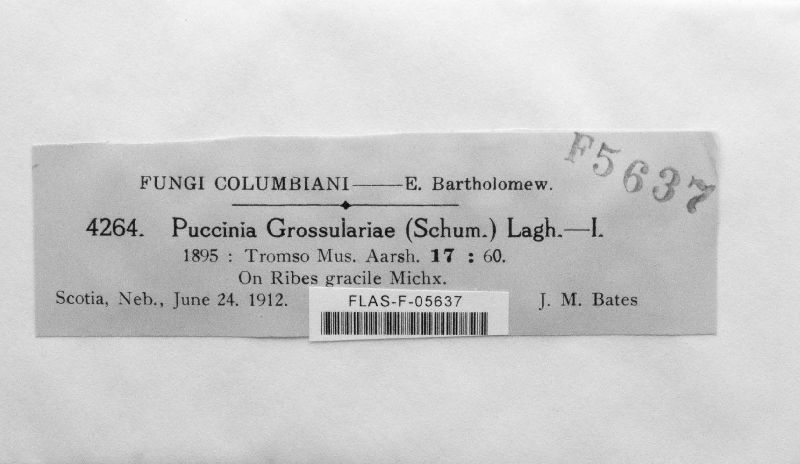 F5637
FUNGI COLUMBIANI——E. Bartholomew.
4264. Puccinia Grossulariae (Schum.) Lagh.—I.
1895 : Tromso Mus. Aarsh. 17 : 60.
On Ribes gracile Michx.
Scotia, Neb., June 24. 1912. J. M. Bates
FLAS-F-05637